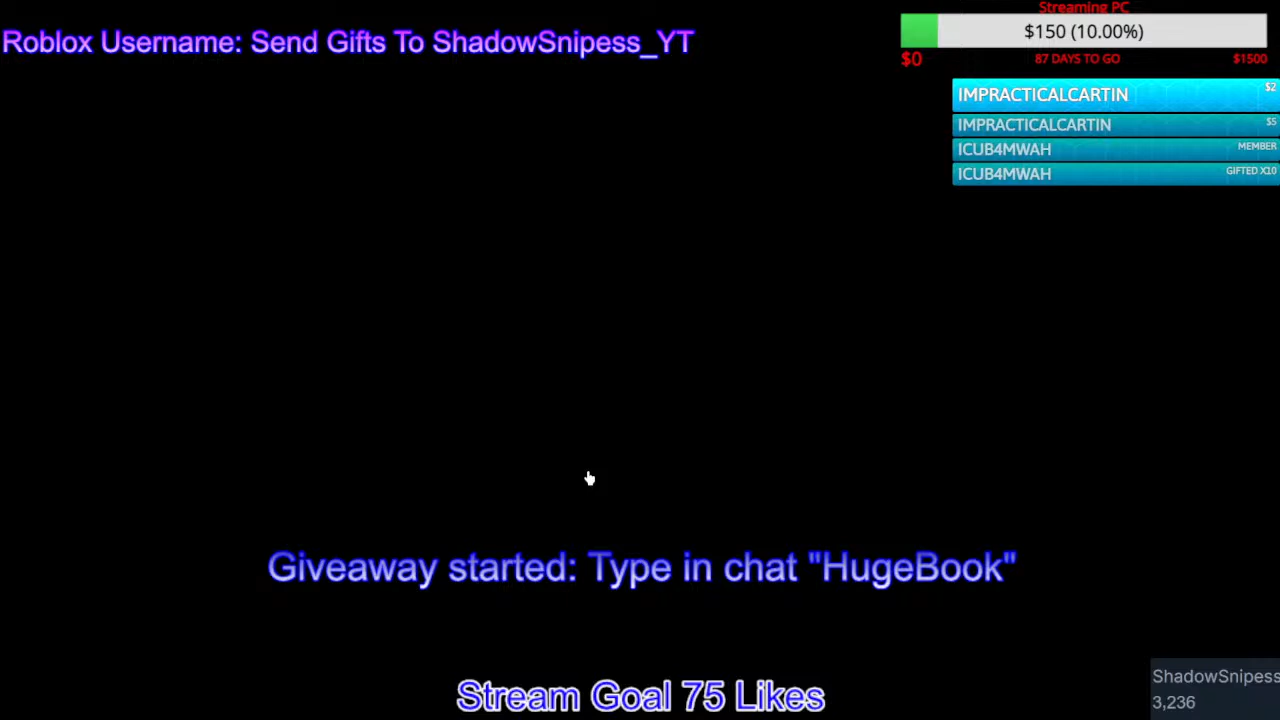 Streaming PC
Roblox Username: Send Gifts To ShadowSnipess_YT
$150 (10.00%)
$0
87 DAYS TO GO
$1500
IMPRACTICALCARTIN $2
IMPRACTICALCARTIN $5
ICUB4MWAH MEMBER
ICUB4MWAH GIFTED X10
Giveaway started: Type in chat "HugeBook"
Stream Goal 75 Likes
ShadowSnipess
3,236